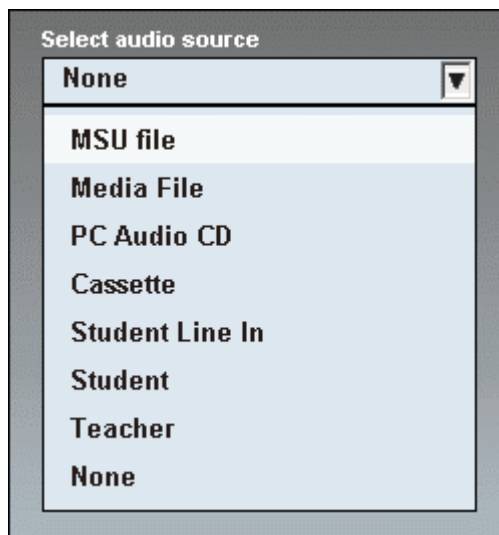 Select audio source
None
MSU file
Media File
PC Audio CD
Cassette
Student Line In
Student
Teacher
None